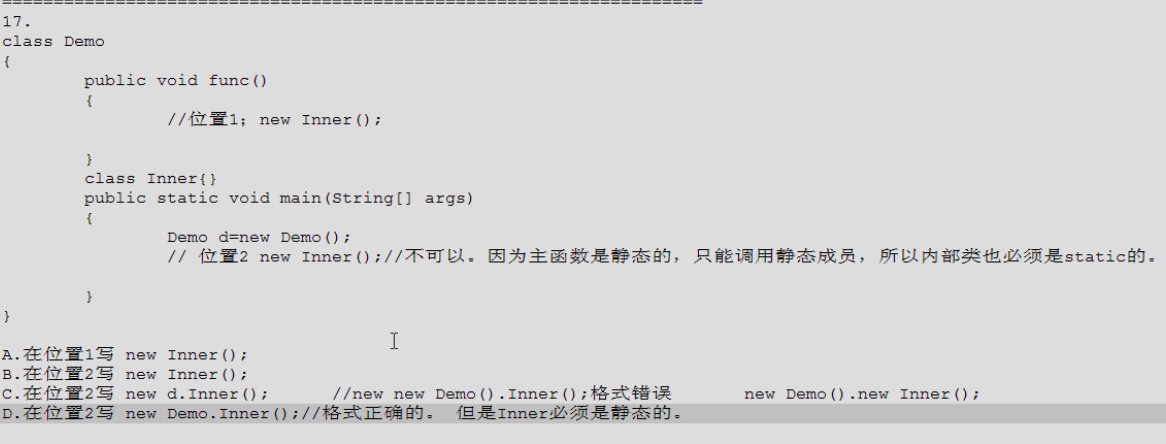 ======================================================================
17.
class Demo
{
public void func()
{
//位置1；new Inner();
}
class Inner{}
public static void main(String[] args)
{
Demo d=new Demo();
// 位置2 new Inner();//不可以。因为主函数是静态的，只能调用静态成员，所以内部类也必须是static的。
}
}
A.在位置1写 new Inner();
B.在位置2写 new Inner();
C.在位置2写 new d.Inner(); //new new Demo().Inner();格式错误 new Demo().new Inner();
D.在位置2写 new Demo.Inner();//格式正确的。 但是Inner必须是静态的。